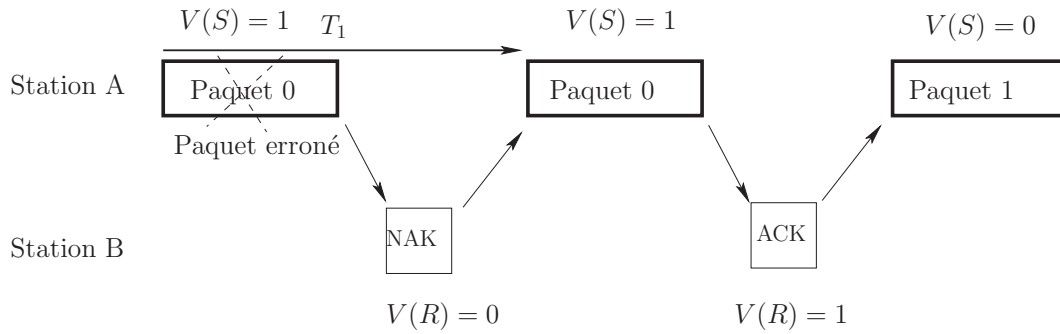 V(S) = 1 T₁ V(S) = 1 V(S) = 0
Station A Paquet 0 Paquet 0 Paquet 1
Paquet erroné
Station B NAK ACK
V(R) = 0 V(R) = 1